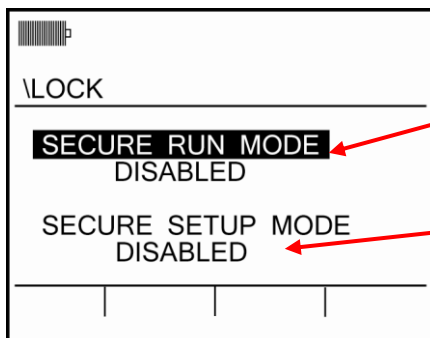 \LOCK
SECURE RUN MODE
DISABLED
SECURE SETUP MODE
DISABLED